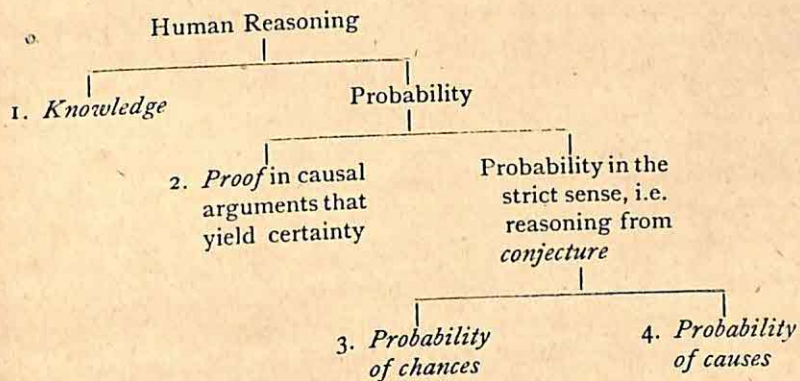 Human Reasoning
1. Knowledge
Probability
2. Proof in causal
arguments that
yield certainty
Probability in the
strict sense, i.e.
reasoning from
conjecture
3. Probability
of chances
4. Probability
of causes